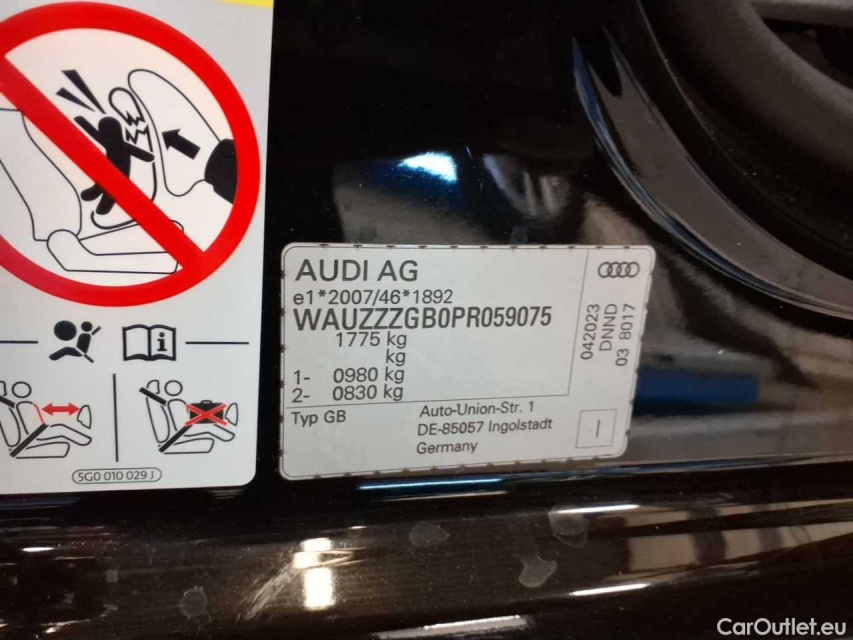 AUDI AG
e1*2007/46*1892
WAUZZZGB0PR059075
1775 kg
kg
1- 0980 kg
2- 0830 kg
Typ GB
Auto-Union-Str. 1
DE-85057 Ingolstadt
Germany
042023
DNND
03 8017
I
i
5G0 010 029 J
CarOutlet.eu